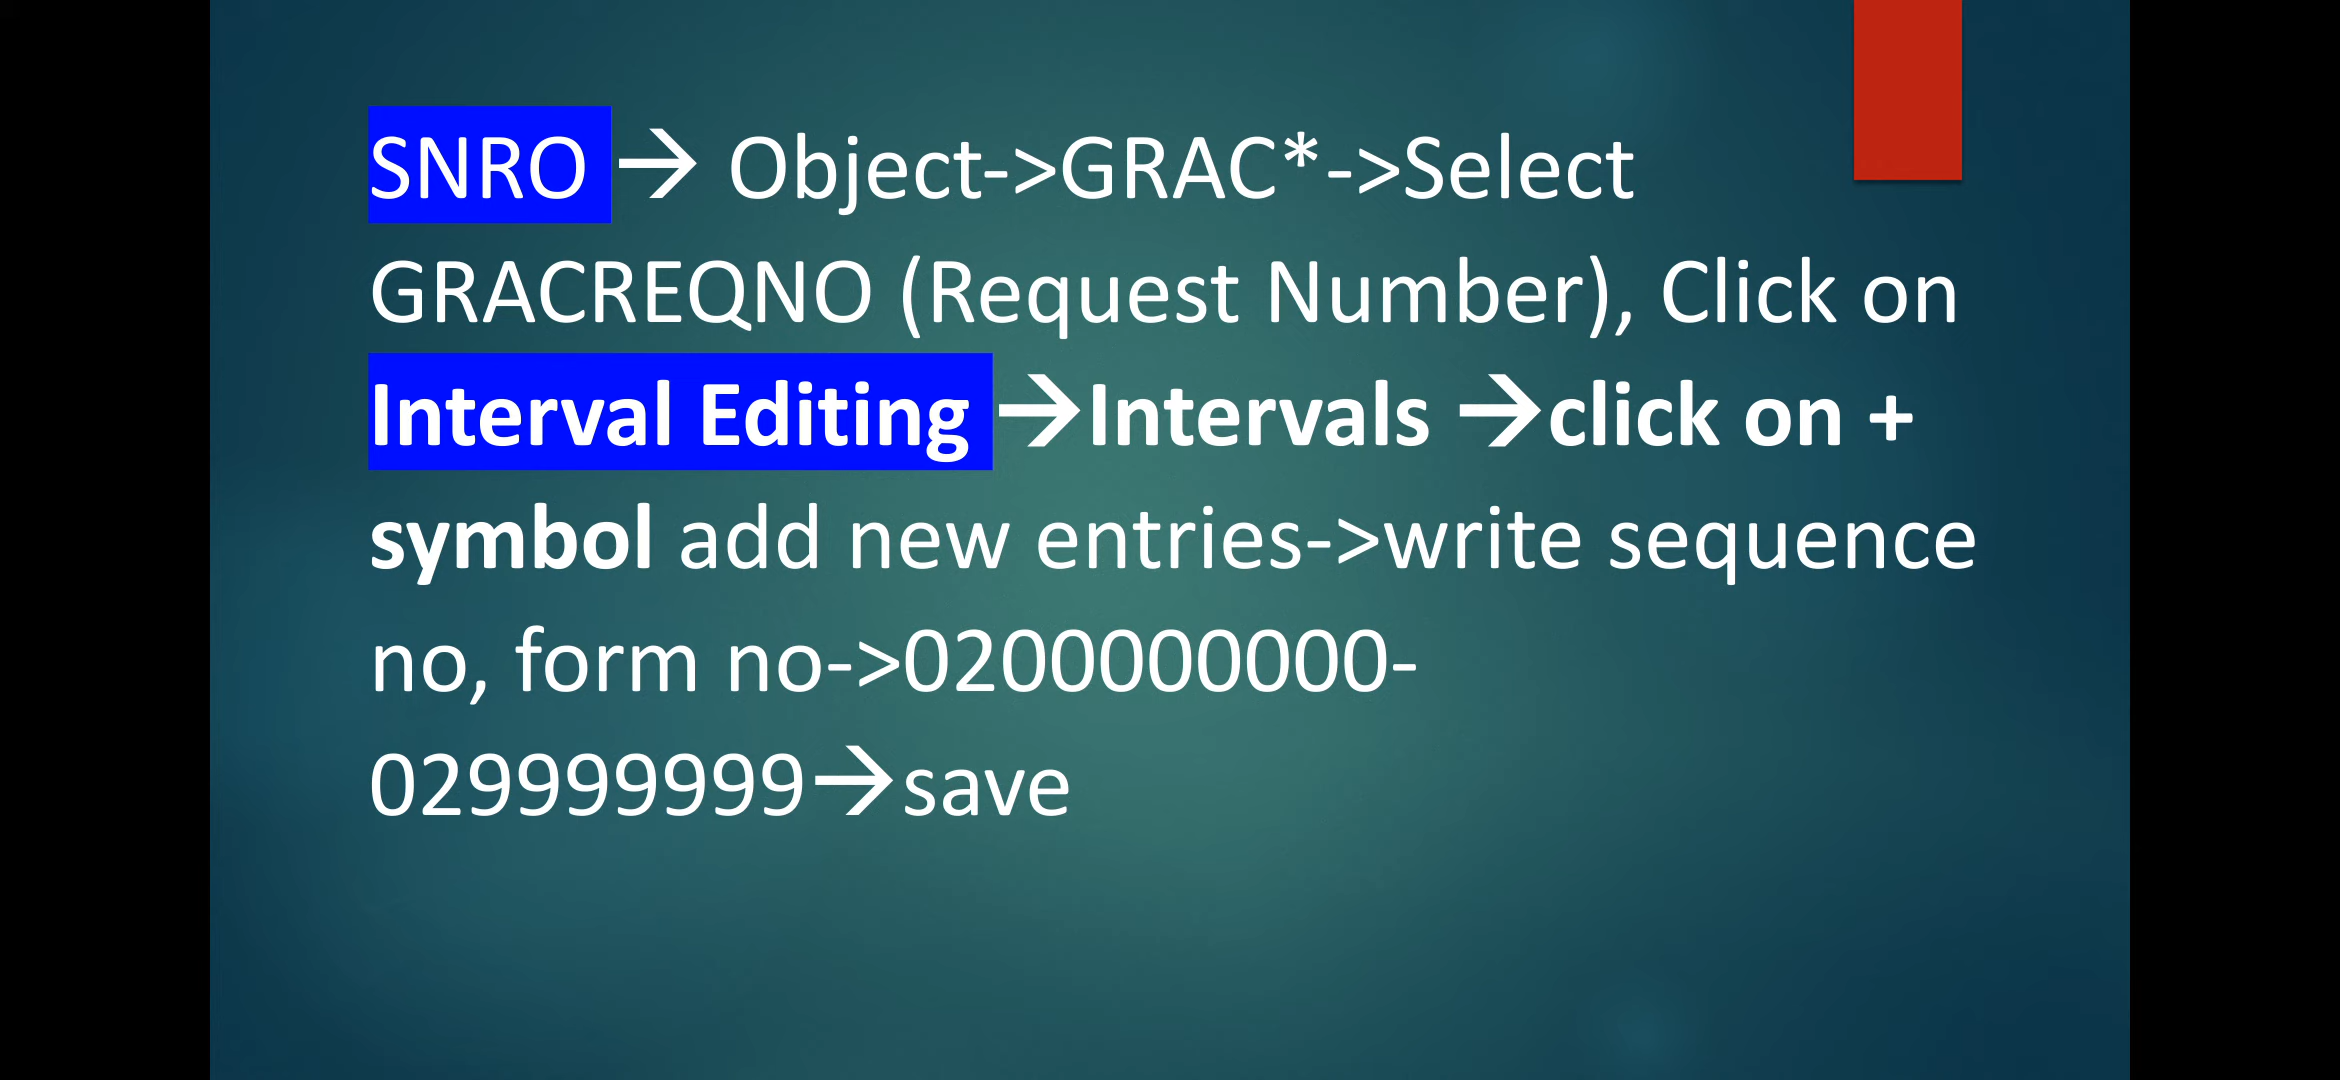 SNRO → Object->GRAC*->Select
GRACREQNO (Request Number), Click on
Interval Editing →Intervals →click on +
symbol add new entries->write sequence
no, form no->0200000000-
029999999→save